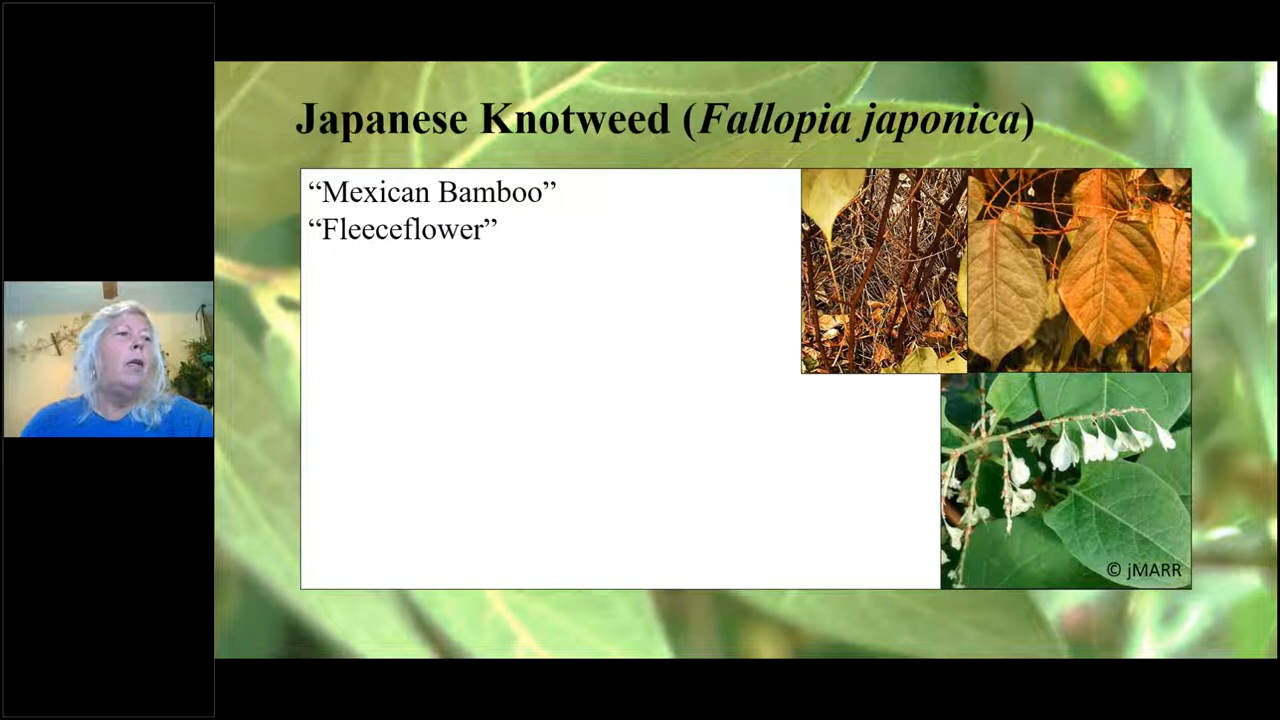 Japanese Knotweed (Fallopia japonica)
“Mexican Bamboo”
“Fleeceflower”
© jMARR